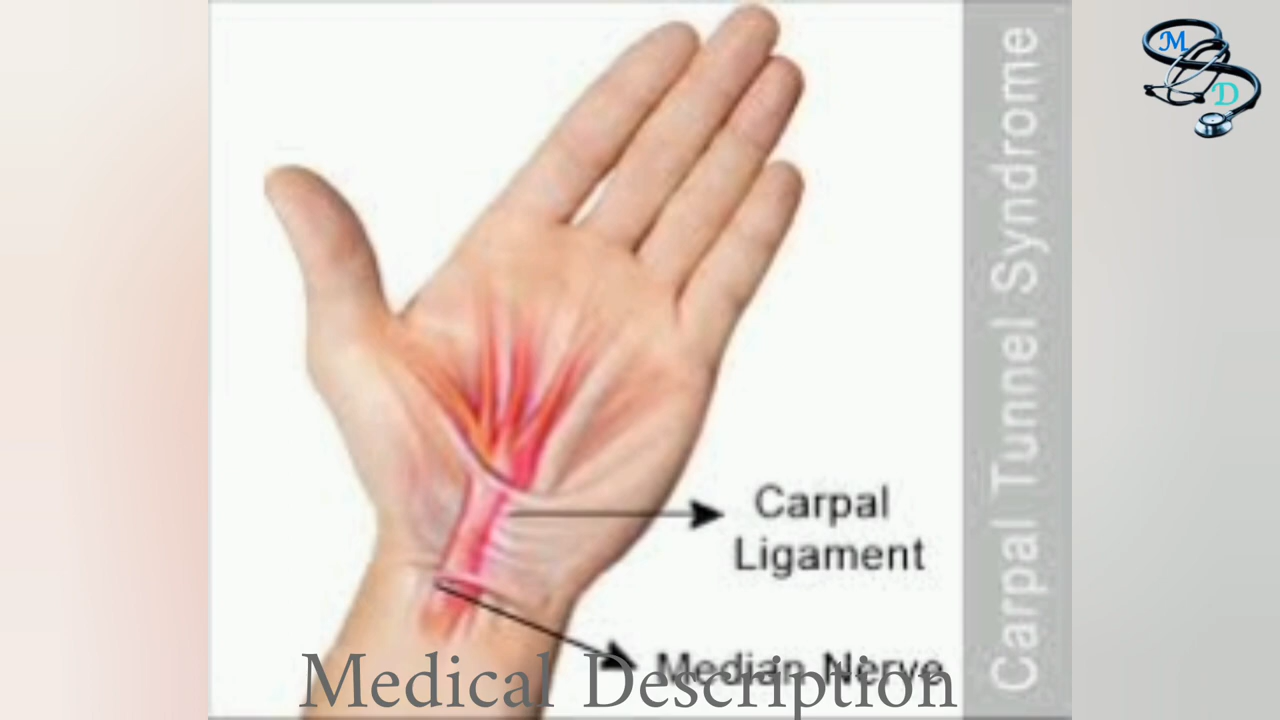 M
D
Carpal Tunnel Syndrome
Carpal
Ligament
Median Nerve
Medical Description